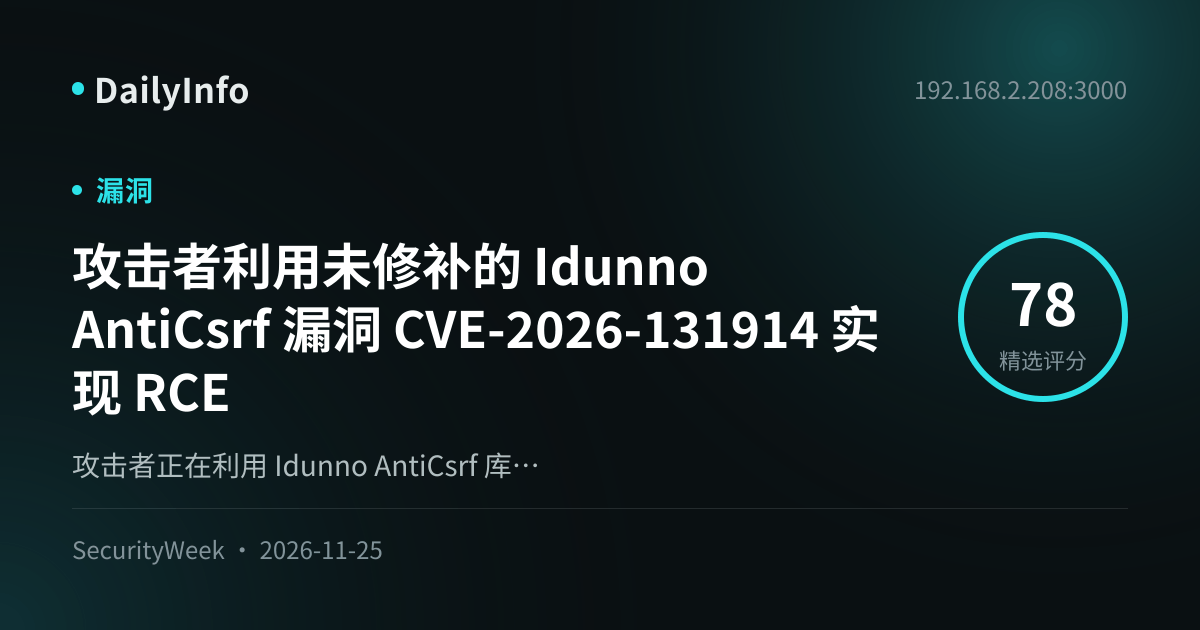 DailyInfo
192.168.2.208:3000
漏洞
攻击者利用未修补的 Idunno
AntiCsrf 漏洞 CVE-2026-131914 实
现 RCE
78
精选评分
攻击者正在利用 Idunno AntiCsrf 库…
SecurityWeek • 2026-11-25